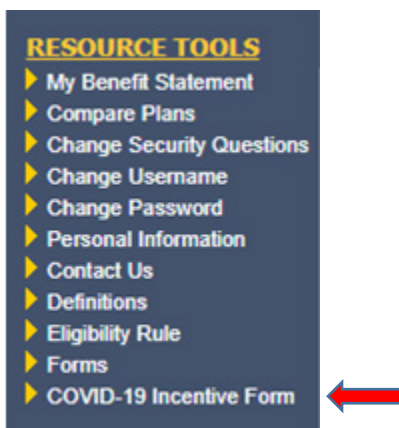 RESOURCE TOOLS
My Benefit Statement
Compare Plans
Change Security Questions
Change Username
Change Password
Personal Information
Contact Us
Definitions
Eligibility Rule
Forms
COVID-19 Incentive Form